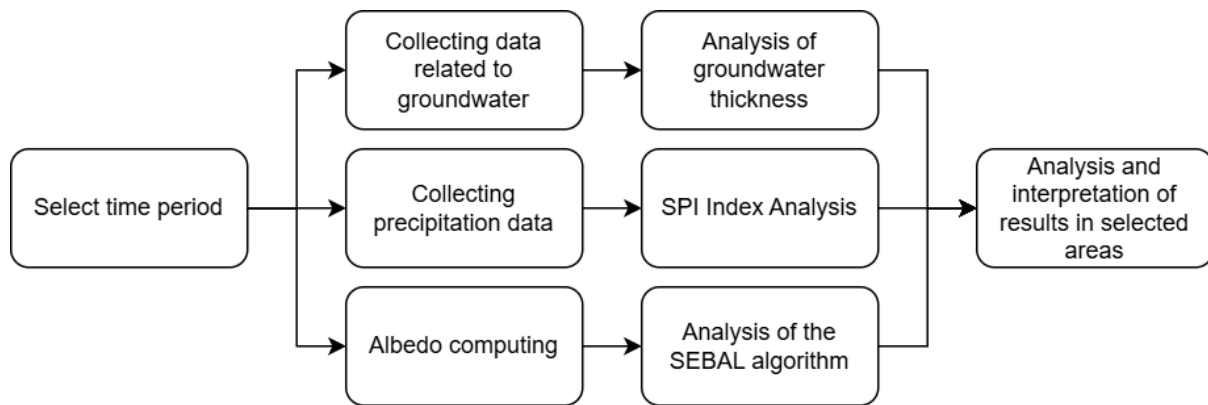 Select time period
Collecting data
related to
groundwater
Analysis of
groundwater
thickness
Collecting
precipitation data
SPI Index Analysis
Albedo computing
Analysis of the
SEBAL algorithm
Analysis and
interpretation of
results in selected
areas